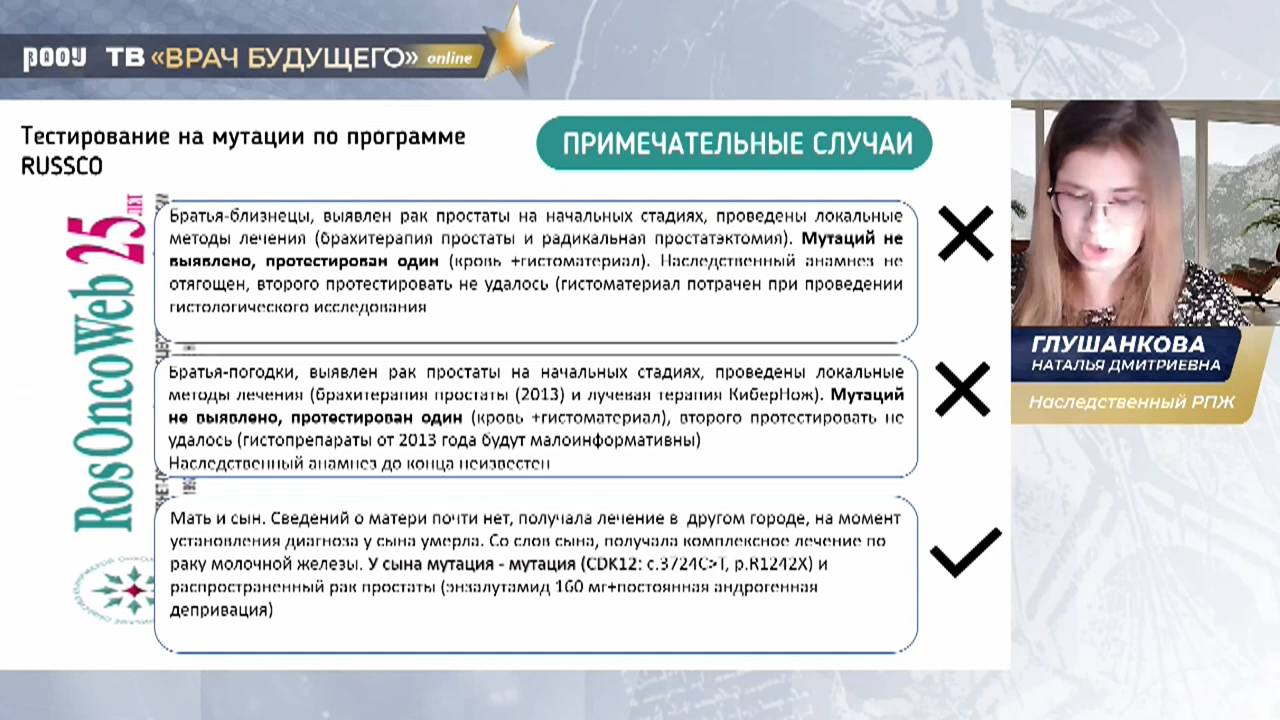 РООУ ТВ «ВРАЧ БУДУЩЕГО» online
Тестирование на мутации по программе
RUSSCO
ПРИМЕЧАТЕЛЬНЫЕ СЛУЧАИ
RosOncoWeb 25 ЛЕТ
Братья-близнецы, выявлен рак простаты на начальных стадиях, проведены локальные
методы лечения (брахитерапия простаты и радикальная простатэктомия). Мутаций не
выявлено, протестирован один (кровь +гистоматериал). Наследственный анамнез не
отягощен, второго протестировать не удалось (гистоматериал потрачен при проведении
гистологического исследования
Братья-погодки, выявлен рак простаты на начальных стадиях, проведены локальные
методы лечения (брахитерапия простаты (2013) и лучевая терапия КиберНож). Мутаций
не выявлено, протестирован один (кровь +гистоматериал), второго протестировать не
удалось (гистопрепараты от 2013 года будут малоинформативны)
Наследственный анамнез до конца неизвестен
Мать и сын. Сведений о матери почти нет, получала лечение в другом городе, на момент
установления диагноза у сына умерла. Со слов сына, получала комплексное лечение по
раку молочной железы. У сына мутация - мутация (CDK12: c.3724C>T, p.R1242X) и
распространенный рак простаты (энзалутамид 160 мг+постоянная андрогенная
депривация)
ГЛУШАНКОВА
НАТАЛЬЯ ДМИТРИЕВНА
Наследственный РПЖ